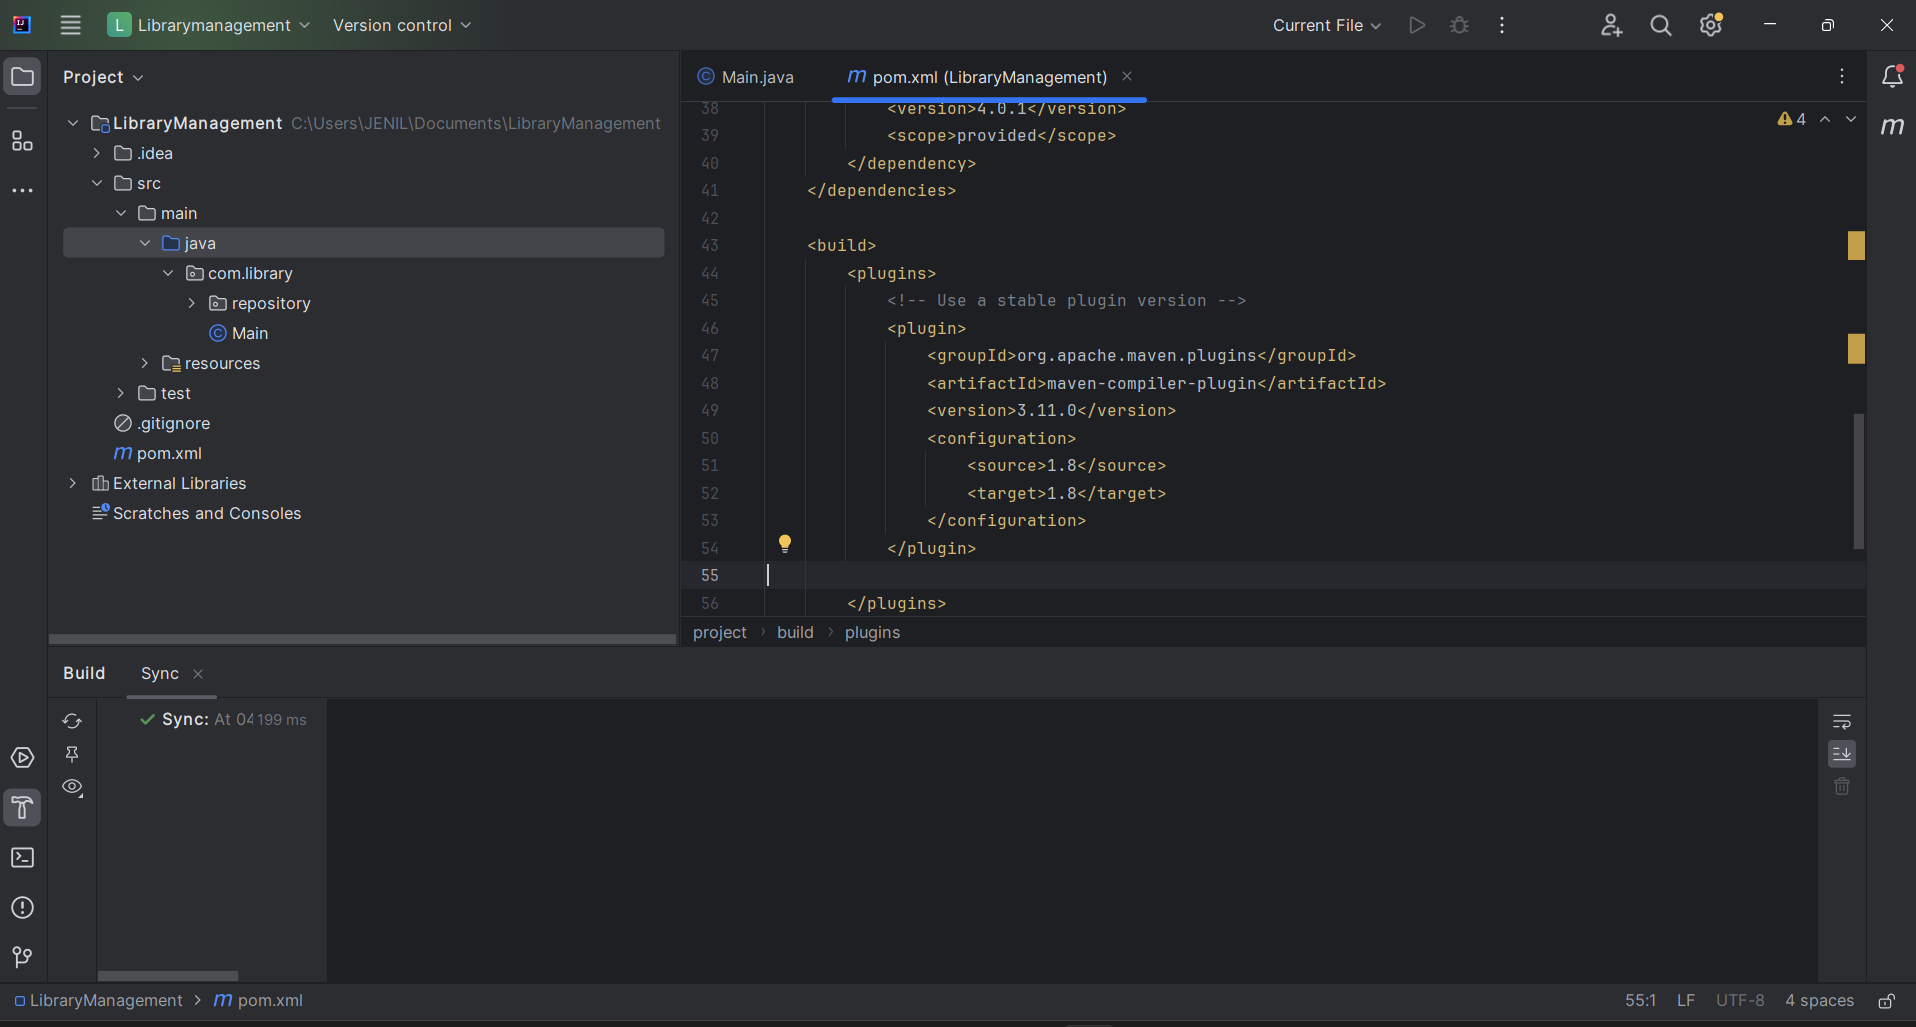 L Librarymanagement Version control Current File
Project
LibraryManagement C:\Users\JENIL\Documents\LibraryManagement
.idea
src
main
java
com.library
repository
Main
resources
test
.gitignore
m pom.xml
External Libraries
Scratches and Consoles
Main.java m pom.xml (LibraryManagement)
4
38 <version>4.0.1</version>
39 <scope>provided</scope>
40 </dependency>
41 </dependencies>
42
43 <build>
44 <plugins>
45 <!-- Use a stable plugin version -->
46 <plugin>
47 <groupId>org.apache.maven.plugins</groupId>
48 <artifactId>maven-compiler-plugin</artifactId>
49 <version>3.11.0</version>
50 <configuration>
51 <source>1.8</source>
52 <target>1.8</target>
53 </configuration>
54 </plugin>
55
56 </plugins>
project › build › plugins
m
Build Sync
Sync: At 04 199 ms
LibraryManagement > m pom.xml 55:1 LF UTF-8 4 spaces